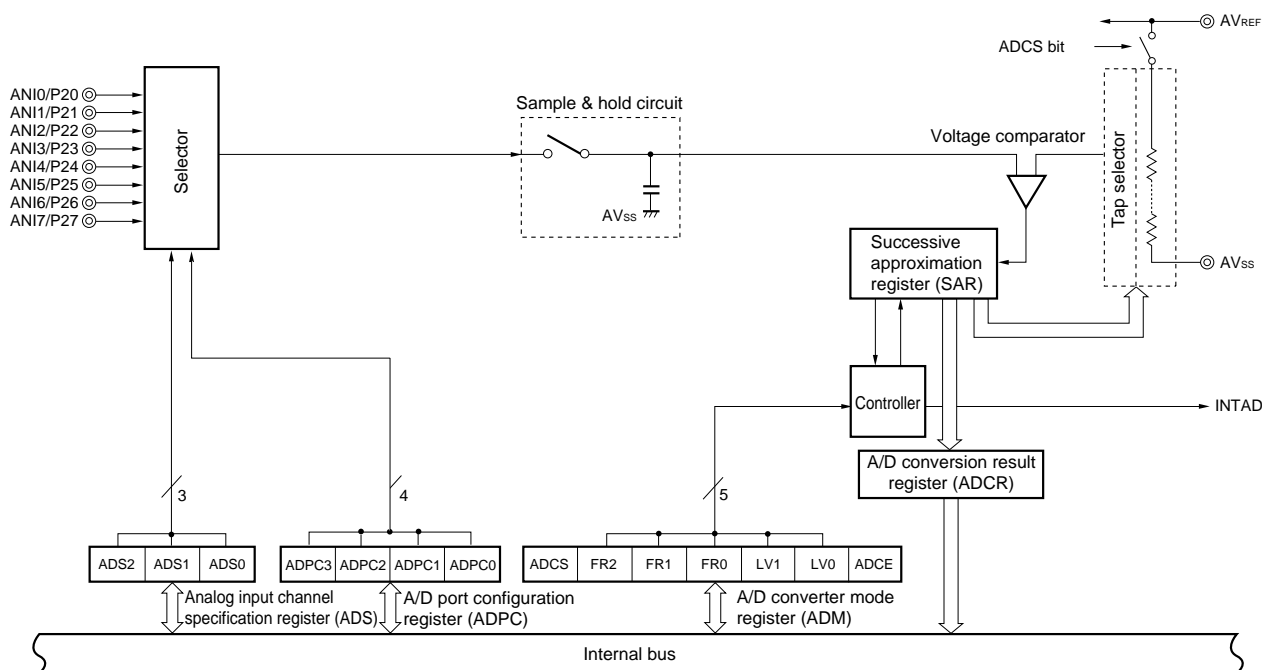 AVREF
ADCS bit
ANI0/P20
ANI1/P21
ANI2/P22
ANI3/P23
ANI4/P24
ANI5/P25
ANI6/P26
ANI7/P27
Selector
Sample & hold circuit
AVSS
Voltage comparator
Tap selector
AVSS
Successive
approximation
register (SAR)
Controller
INTAD
A/D conversion result
register (ADCR)
3
4
5
ADS2 ADS1 ADS0
ADPC3 ADPC2 ADPC1 ADPC0
ADCS FR2 FR1 FR0 LV1 LV0 ADCE
Analog input channel
specification register (ADS)
A/D port configuration
register (ADPC)
A/D converter mode
register (ADM)
Internal bus